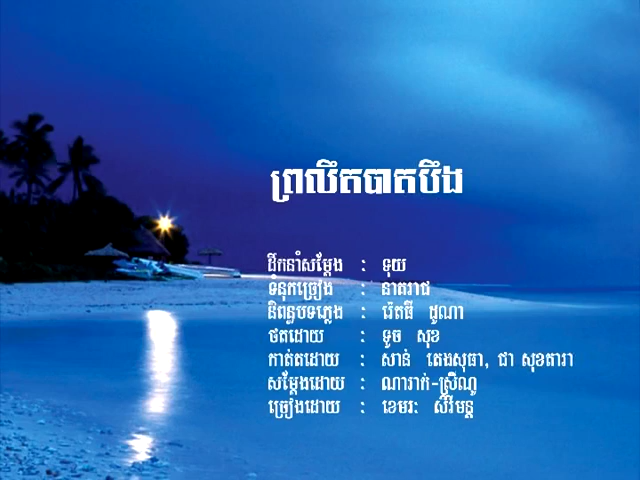 ព្រលឹតបាតបឹង
ដឹកនាំសម្តែង : ទុយ
ទំនុកច្រៀង : នាគរាជ
និពន្ធបទភ្លេង : រ៉េតធី ដូណា
ថតដោយ : ទូច សុខ
កាត់តដោយ : សាន់ តេងសុធា, ជា សុខតារា
សម្តែងដោយ : ណារាក់-ស្រីណូ
ច្រៀងដោយ : ខេមរៈ សិរីមន្ត